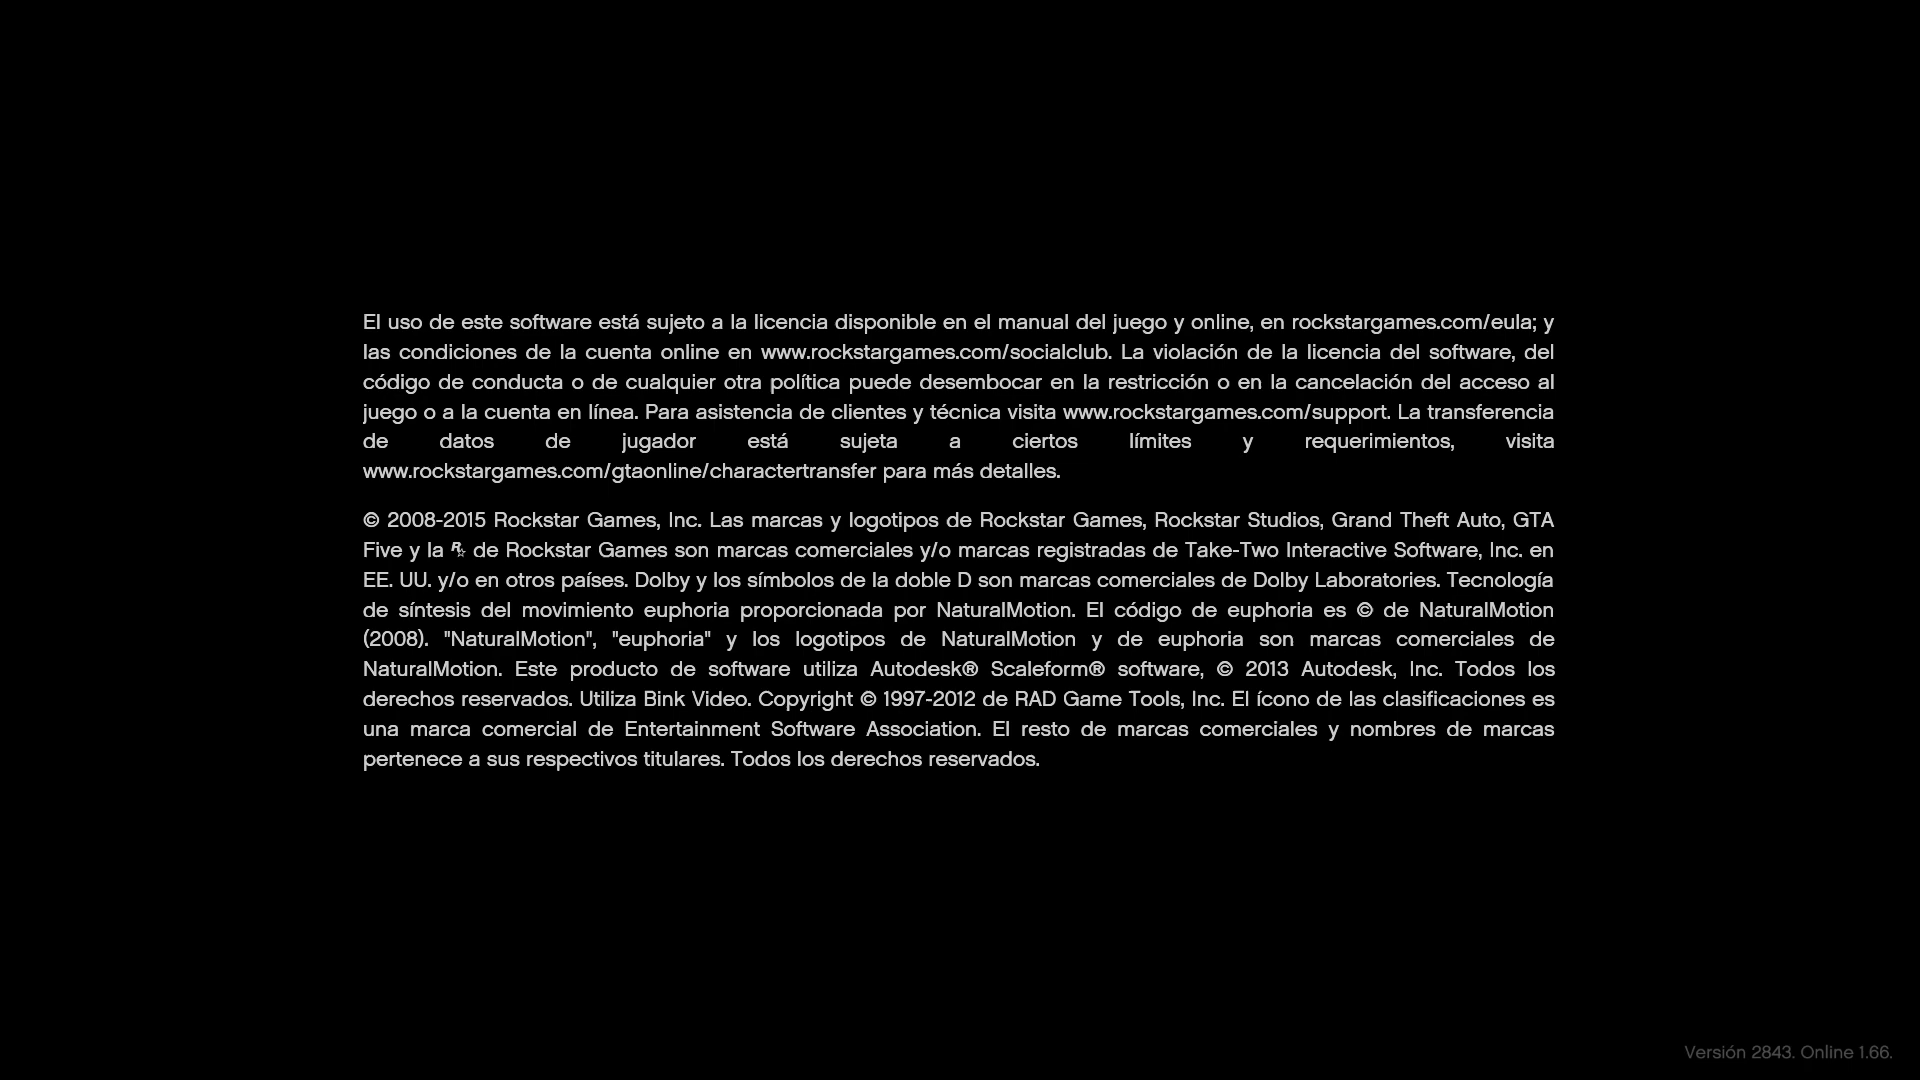 El uso de este software está sujeto a la licencia disponible en el manual del juego y online, en rockstargames.com/eula; y
las condiciones de la cuenta online en www.rockstargames.com/socialclub. La violación de la licencia del software, del
código de conducta o de cualquier otra política puede desembocar en la restricción o en la cancelación del acceso al
juego o a la cuenta en línea. Para asistencia de clientes y técnica visita www.rockstargames.com/support. La transferencia
de datos de jugador está sujeta a ciertos límites y requerimientos, visita
www.rockstargames.com/gtaonline/charactertransfer para más detalles.
© 2008-2015 Rockstar Games, Inc. Las marcas y logotipos de Rockstar Games, Rockstar Studios, Grand Theft Auto, GTA
Five y la R* de Rockstar Games son marcas comerciales y/o marcas registradas de Take-Two Interactive Software, Inc. en
EE. UU. y/o en otros países. Dolby y los símbolos de la doble D son marcas comerciales de Dolby Laboratories. Tecnología
de síntesis del movimiento euphoria proporcionada por NaturalMotion. El código de euphoria es © de NaturalMotion
(2008). "NaturalMotion", "euphoria" y los logotipos de NaturalMotion y de euphoria son marcas comerciales de
NaturalMotion. Este producto de software utiliza Autodesk® Scaleform® software, © 2013 Autodesk, Inc. Todos los
derechos reservados. Utiliza Bink Video. Copyright © 1997-2012 de RAD Game Tools, Inc. El ícono de las clasificaciones es
una marca comercial de Entertainment Software Association. El resto de marcas comerciales y nombres de marcas
pertenece a sus respectivos titulares. Todos los derechos reservados.
Versión 2843. Online 1.66.